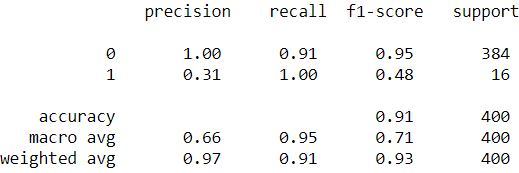 precision recall f1-score support
0 1.00 0.91 0.95 384
1 0.31 1.00 0.48 16
accuracy 0.91 400
macro avg 0.66 0.95 0.71 400
weighted avg 0.97 0.91 0.93 400